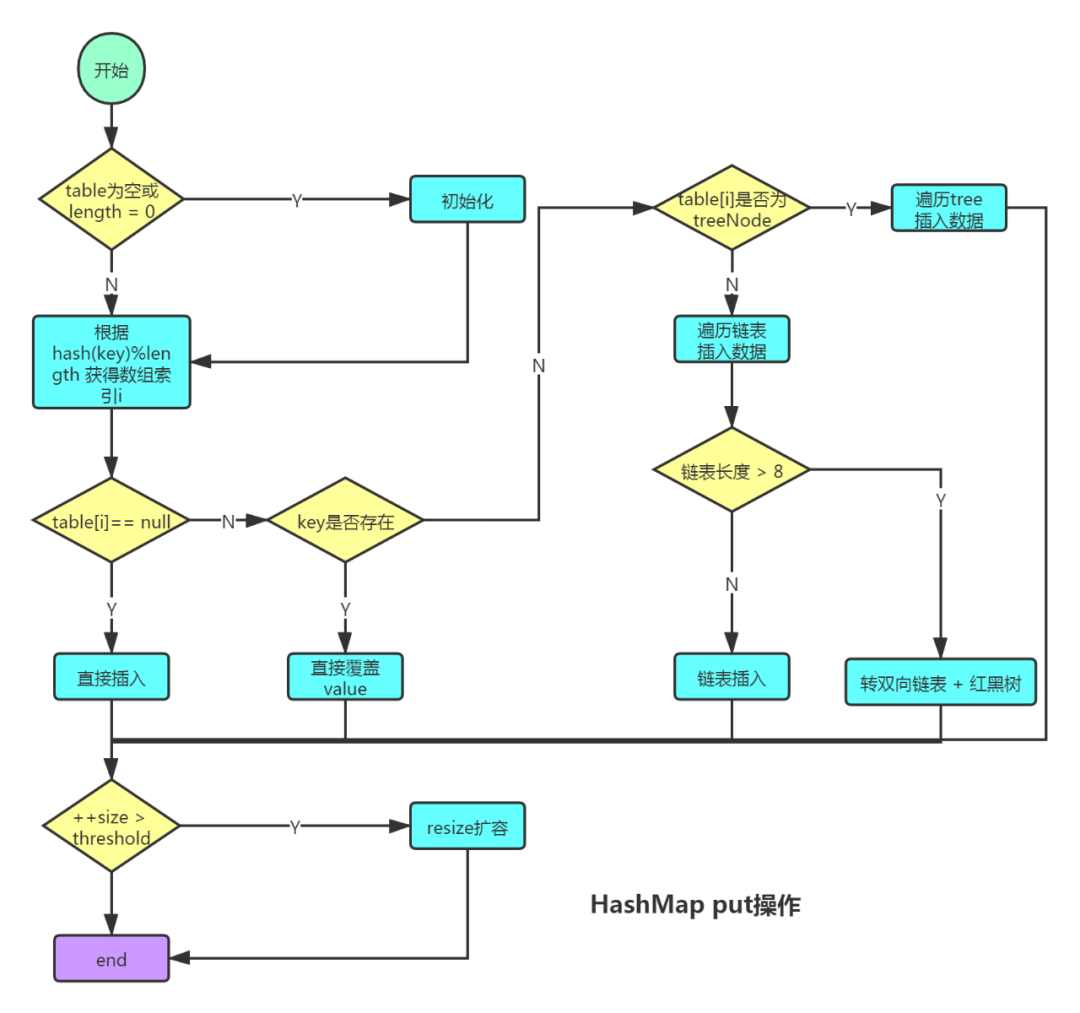 开始
table为空或
length = 0
Y
初始化
N
根据
hash(key)%len
gth 获得数组索
引i
table[i]== null
N
key是否存在
N
Y
直接插入
Y
直接覆盖
value
table[i]是否为
treeNode
Y
遍历tree
插入数据
N
遍历链表
插入数据
链表长度 > 8
Y
N
链表插入
转双向链表 + 红黑树
++size >
threshold
Y
resize扩容
end
HashMap put操作